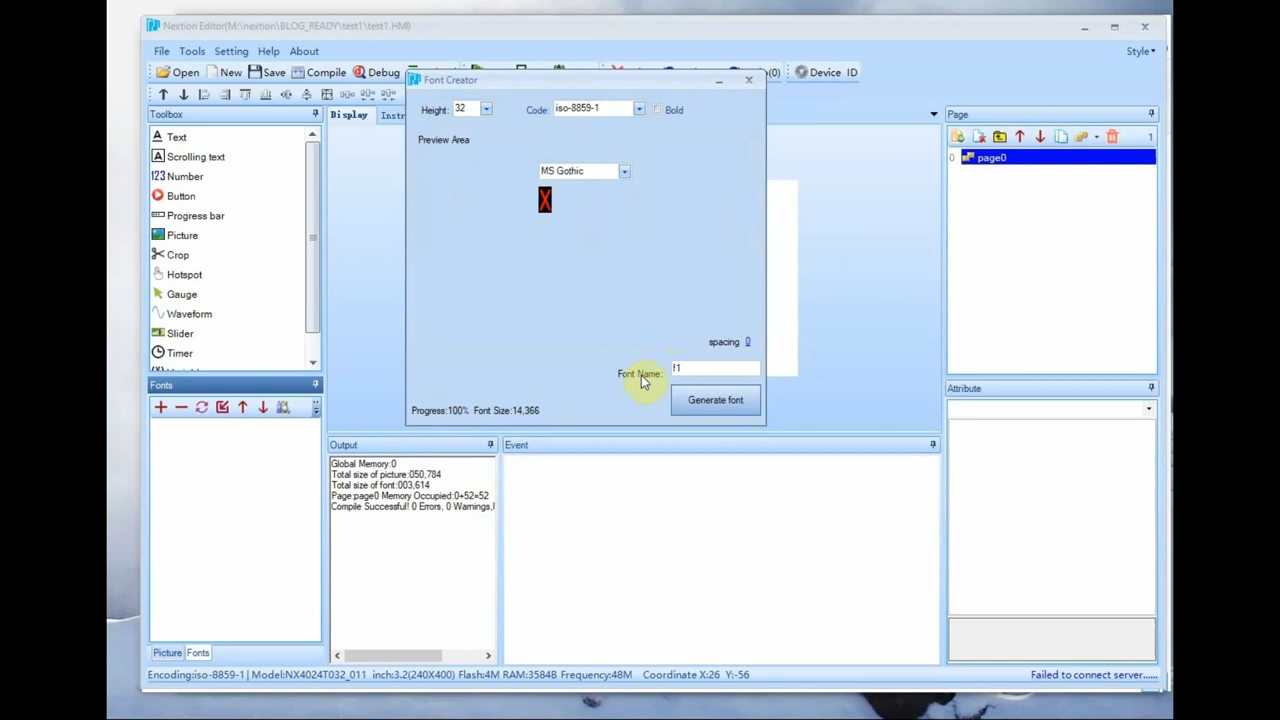 Nextion Editor(M:\nextion\BLOG_READY\test1\test1.HMI)
File Tools Setting Help About
Style
Open New Save Compile Debug
(0) Device ID
Toolbox
Text
Scrolling text
123 Number
Button
Progress bar
Picture
Crop
Hotspot
Gauge
Waveform
Slider
Timer
Display Instr
Font Creator
Height: 32 Code: iso-8859-1 Bold
Preview Area
MS Gothic
X
spacing 0
Font Name: f1
Generate font
Progress:100% Font Size:14,366
Page
1
0 page0
Attribute
Fonts
Picture Fonts
Output
Global Memory:0
Total size of picture:050,784
Total size of font:003,614
Page:page0 Memory Occupied:0+52=52
Compile Successful! 0 Errors, 0 Warnings,
Event
Encoding:iso-8859-1 Model:NX4024T032_011 inch:3.2(240X400) Flash:4M RAM:3584B Frequency:48M Coordinate X:26 Y:-56
Failed to connect server......